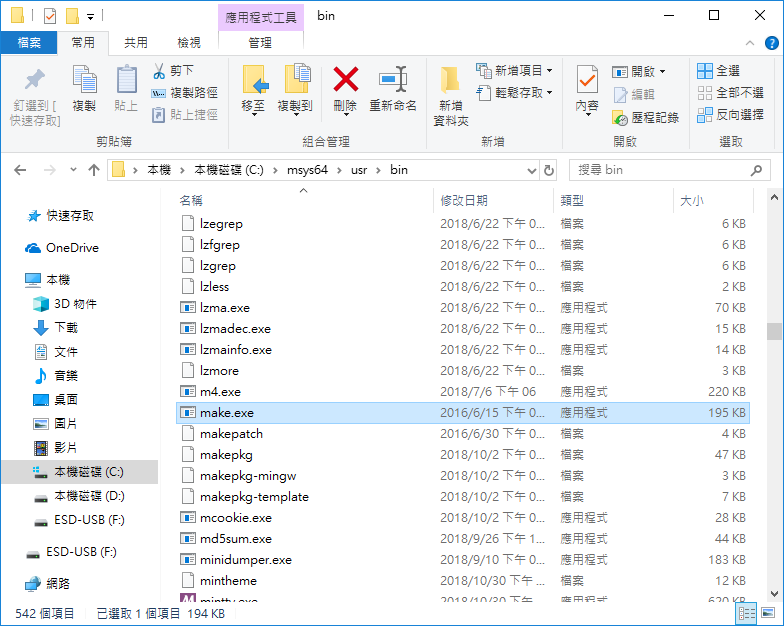 應用程式工具 bin
檔案 常用 共用 檢視 管理
釘選到 [快速存取]
複製
貼上
剪下
複製路徑
貼上捷徑
剪貼簿
移至
複製到
刪除
重新命名
組合管理
新增資料夾
新增項目
輕鬆存取
新增
內容
開啟
編輯
歷程記錄
開啟
全選
全部不選
反向選擇
選取
本機 本機磁碟 (C:) msys64 usr bin
搜尋 bin
快速存取
OneDrive
本機
3D 物件
下載
文件
音樂
桌面
圖片
影片
本機磁碟 (C:)
本機磁碟 (D:)
ESD-USB (F:)
ESD-USB (F:)
網路
名稱 修改日期 類型 大小
lzegrep 2018/6/22 下午 0... 檔案 6 KB
lzfgrep 2018/6/22 下午 0... 檔案 6 KB
lzgrep 2018/6/22 下午 0... 檔案 6 KB
lzless 2018/6/22 下午 0... 檔案 2 KB
lzma.exe 2018/6/22 下午 0... 應用程式 70 KB
lzmadec.exe 2018/6/22 下午 0... 應用程式 15 KB
lzmainfo.exe 2018/6/22 下午 0... 應用程式 14 KB
lzmore 2018/6/22 下午 0... 檔案 3 KB
m4.exe 2018/7/6 下午 06 應用程式 220 KB
make.exe 2016/6/15 下午 0... 應用程式 195 KB
makepatch 2016/6/30 下午 0... 檔案 4 KB
makepkg 2018/10/2 下午 0... 檔案 47 KB
makepkg-mingw 2018/10/2 下午 0... 檔案 3 KB
makepkg-template 2018/10/2 下午 0... 檔案 7 KB
mcookie.exe 2018/10/2 下午 0... 應用程式 28 KB
md5sum.exe 2018/9/26 下午 1... 應用程式 44 KB
minidumper.exe 2018/9/10 下午 0... 應用程式 183 KB
mintheme 2018/10/30 下午 0... 檔案 12 KB
mintty.exe 2018/10/30 下午 0... 應用程式 620 KB
542 個項目 已選取 1 個項目 194 KB